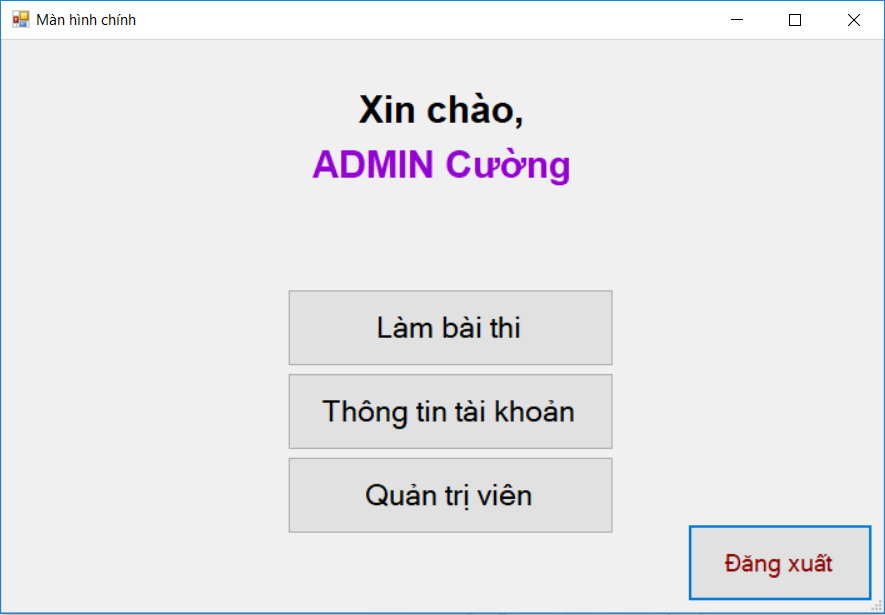 Màn hình chính
Xin chào,
ADMIN Cường
Làm bài thi
Thông tin tài khoản
Quản trị viên
Đăng xuất